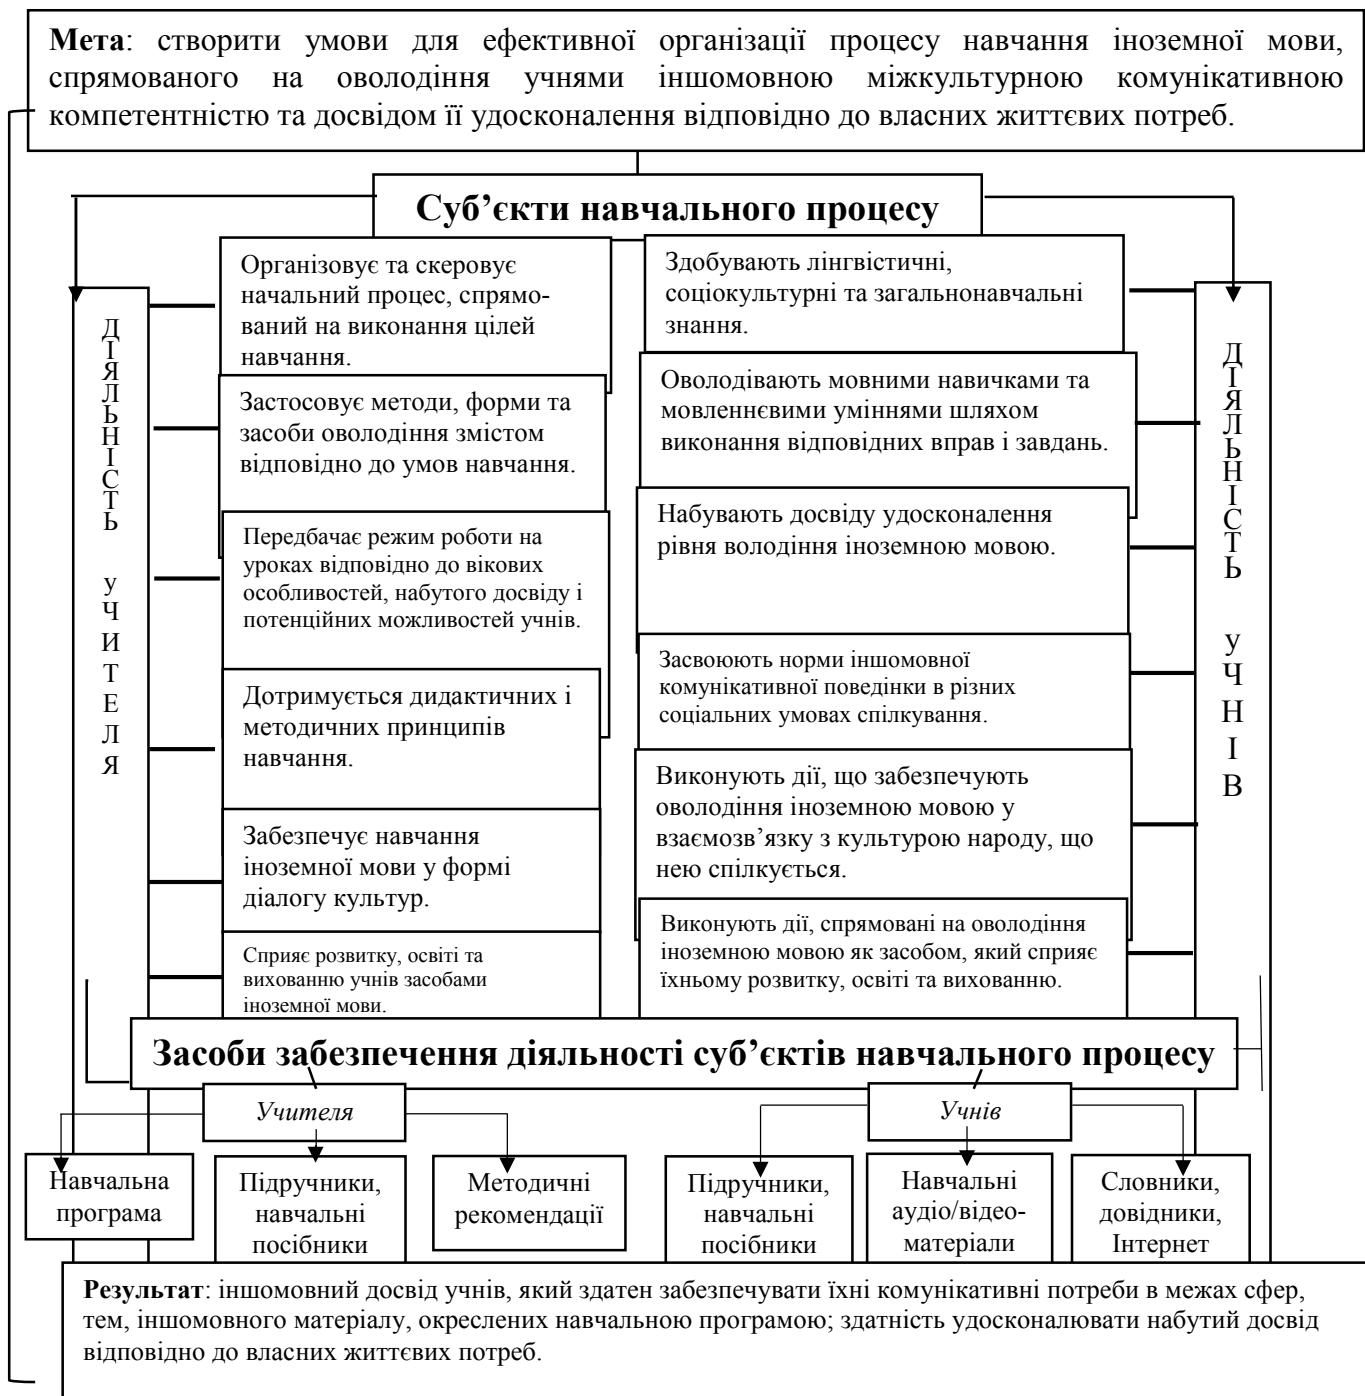 Мета: створити умови для ефективної організації процесу навчання іноземної мови,
спрямованого на оволодіння учнями іншомовною міжкультурною комунікативною
компетентністю та досвідом її удосконалення відповідно до власних життєвих потреб.
Суб’єкти навчального процесу
ДІЯЛЬНІСТЬ уЧИТЕЛЯ
Організовує та скеровує
начальний процес, спрямо-
ваний на виконання цілей
навчання.
Застосовує методи, форми та
засоби оволодіння змістом
відповідно до умов навчання.
Передбачає режим роботи на
уроках відповідно до вікових
особливостей, набутого досвіду і
потенційних можливостей учнів.
Дотримується дидактичних і
методичних принципів
навчання.
Забезпечує навчання
іноземної мови у формі
діалогу культур.
Сприяє розвитку, освіті та
вихованню учнів засобами
іноземної мови.
Здобувають лінгвістичні,
соціокультурні та загальнонавчальні
знання.
Оволодівають мовними навичками та
мовленнєвими уміннями шляхом
виконання відповідних вправ і завдань.
Набувають досвіду удосконалення
рівня володіння іноземною мовою.
Засвоюють норми іншомовної
комунікативної поведінки в різних
соціальних умовах спілкування.
Виконують дії, що забезпечують
оволодіння іноземною мовою у
взаємозв’язку з культурою народу, що
нею спілкується.
Виконують дії, спрямовані на оволодіння
іноземною мовою як засобом, який сприяє
їхньому розвитку, освіті та вихованню.
ДІЯЛЬНІСТЬ уЧНІВ
Засоби забезпечення діяльності суб’єктів навчального процесу
Учителя
Учнів
Навчальна
програма
Підручники,
навчальні
посібники
Методичні
рекомендації
Підручники,
навчальні
посібники
Навчальні
аудіо/відео-
матеріали
Словники,
довідники,
Інтернет
Результат: іншомовний досвід учнів, який здатен забезпечувати їхні комунікативні потреби в межах сфер,
тем, іншомовного матеріалу, окреслених навчальною програмою; здатність удосконалювати набутий досвід
відповідно до власних життєвих потреб.